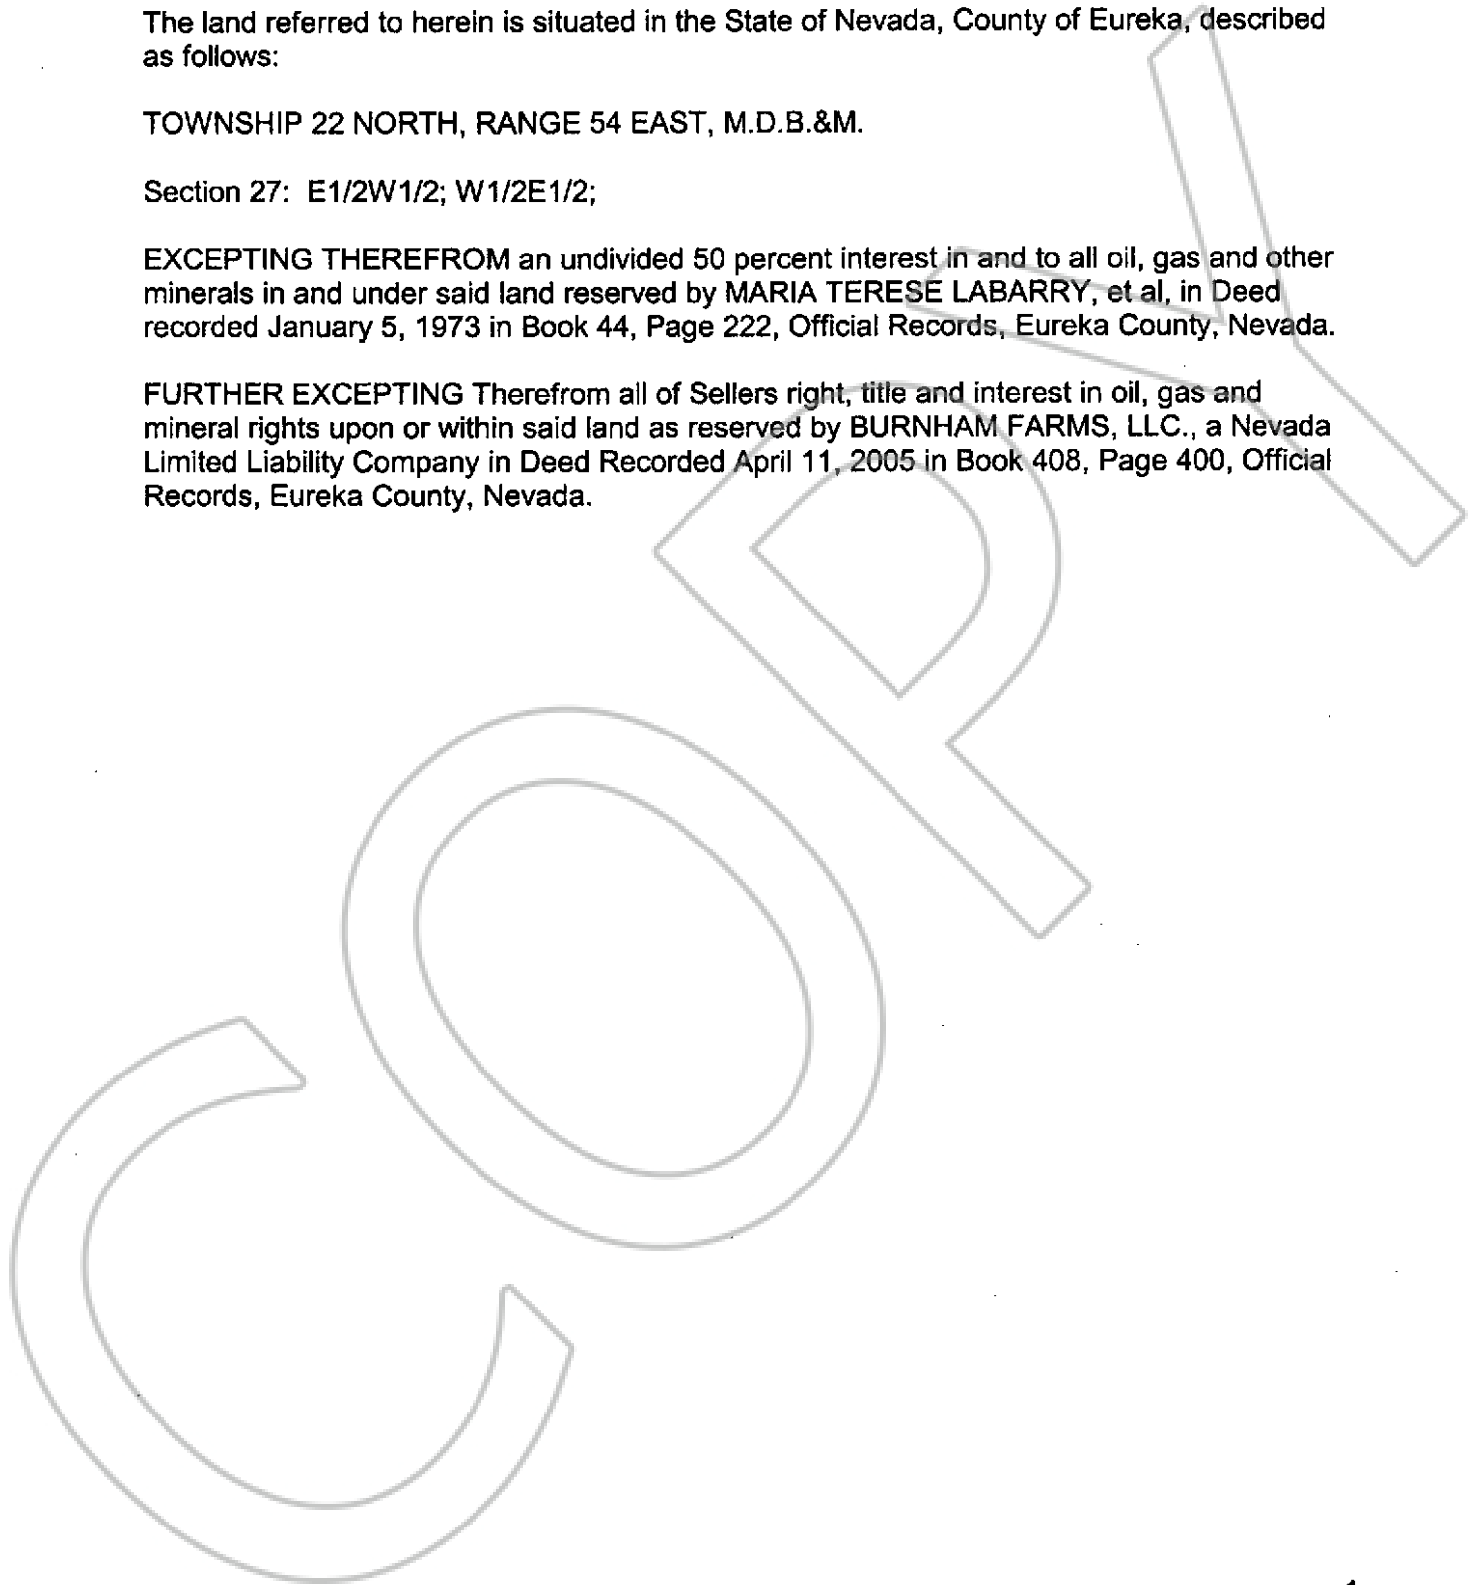 The land referred to herein is situated in the State of Nevada, County of Eureka, described
as follows:
TOWNSHIP 22 NORTH, RANGE 54 EAST, M.D.B.&M.
Section 27: E1/2W1/2; W1/2E1/2;
EXCEPTING THEREFROM an undivided 50 percent interest in and to all oil, gas and other
minerals in and under said land reserved by MARIA TERESE LABARRY, et al, in Deed
recorded January 5, 1973 in Book 44, Page 222, Official Records, Eureka County, Nevada.
FURTHER EXCEPTING Therefrom all of Sellers right, title and interest in oil, gas and
mineral rights upon or within said land as reserved by BURNHAM FARMS, LLC., a Nevada
Limited Liability Company in Deed Recorded April 11, 2005 in Book 408, Page 400, Official
Records, Eureka County, Nevada.
COPY